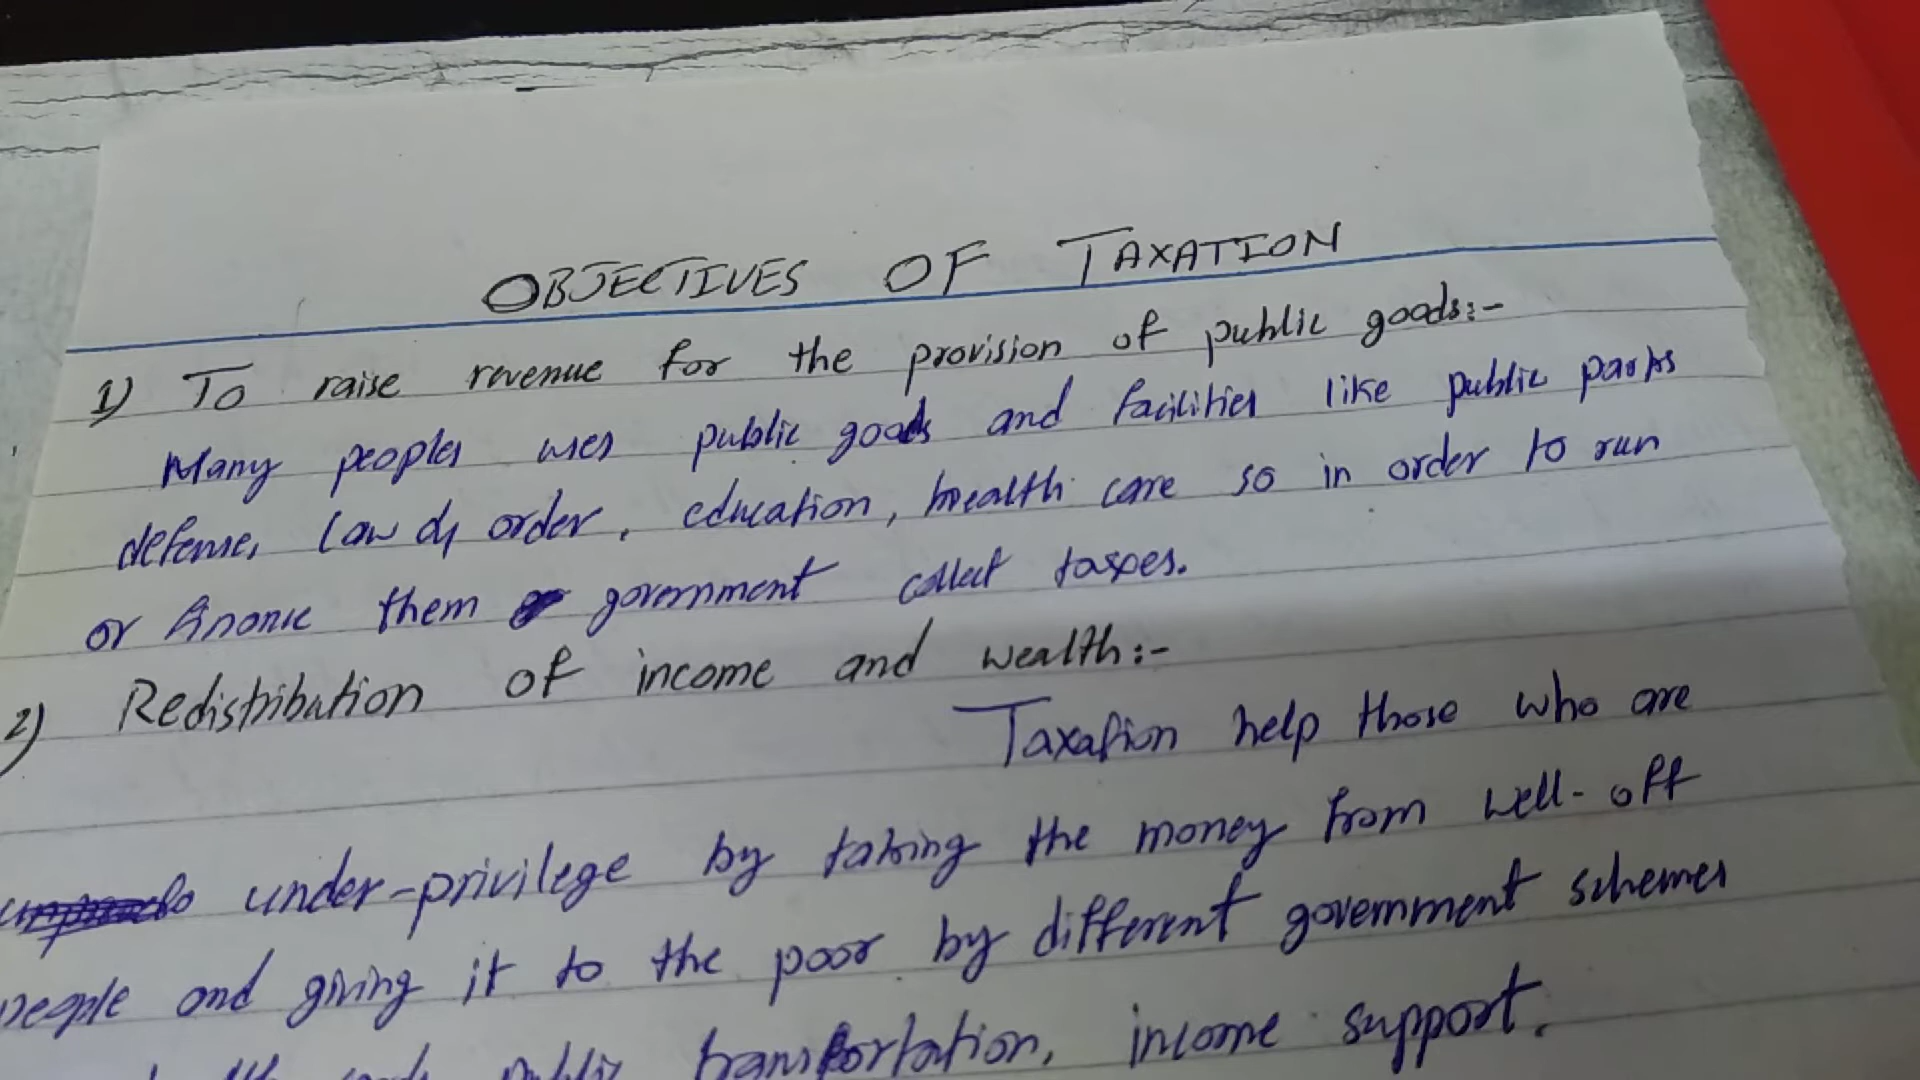 OBJECTIVES OF TAXATION
1) To raise revenue for the provision of public goods:-
Many peoples uses public goods and facilities like public parks
defense, law & order, education, health care so in order to run
or finance them government collect taxes.
2) Redistribution of income and wealth:-
Taxation help those who are
under-privilege by taking the money from well-off
people and giving it to the poor by different government schemes
public transportation, income support.